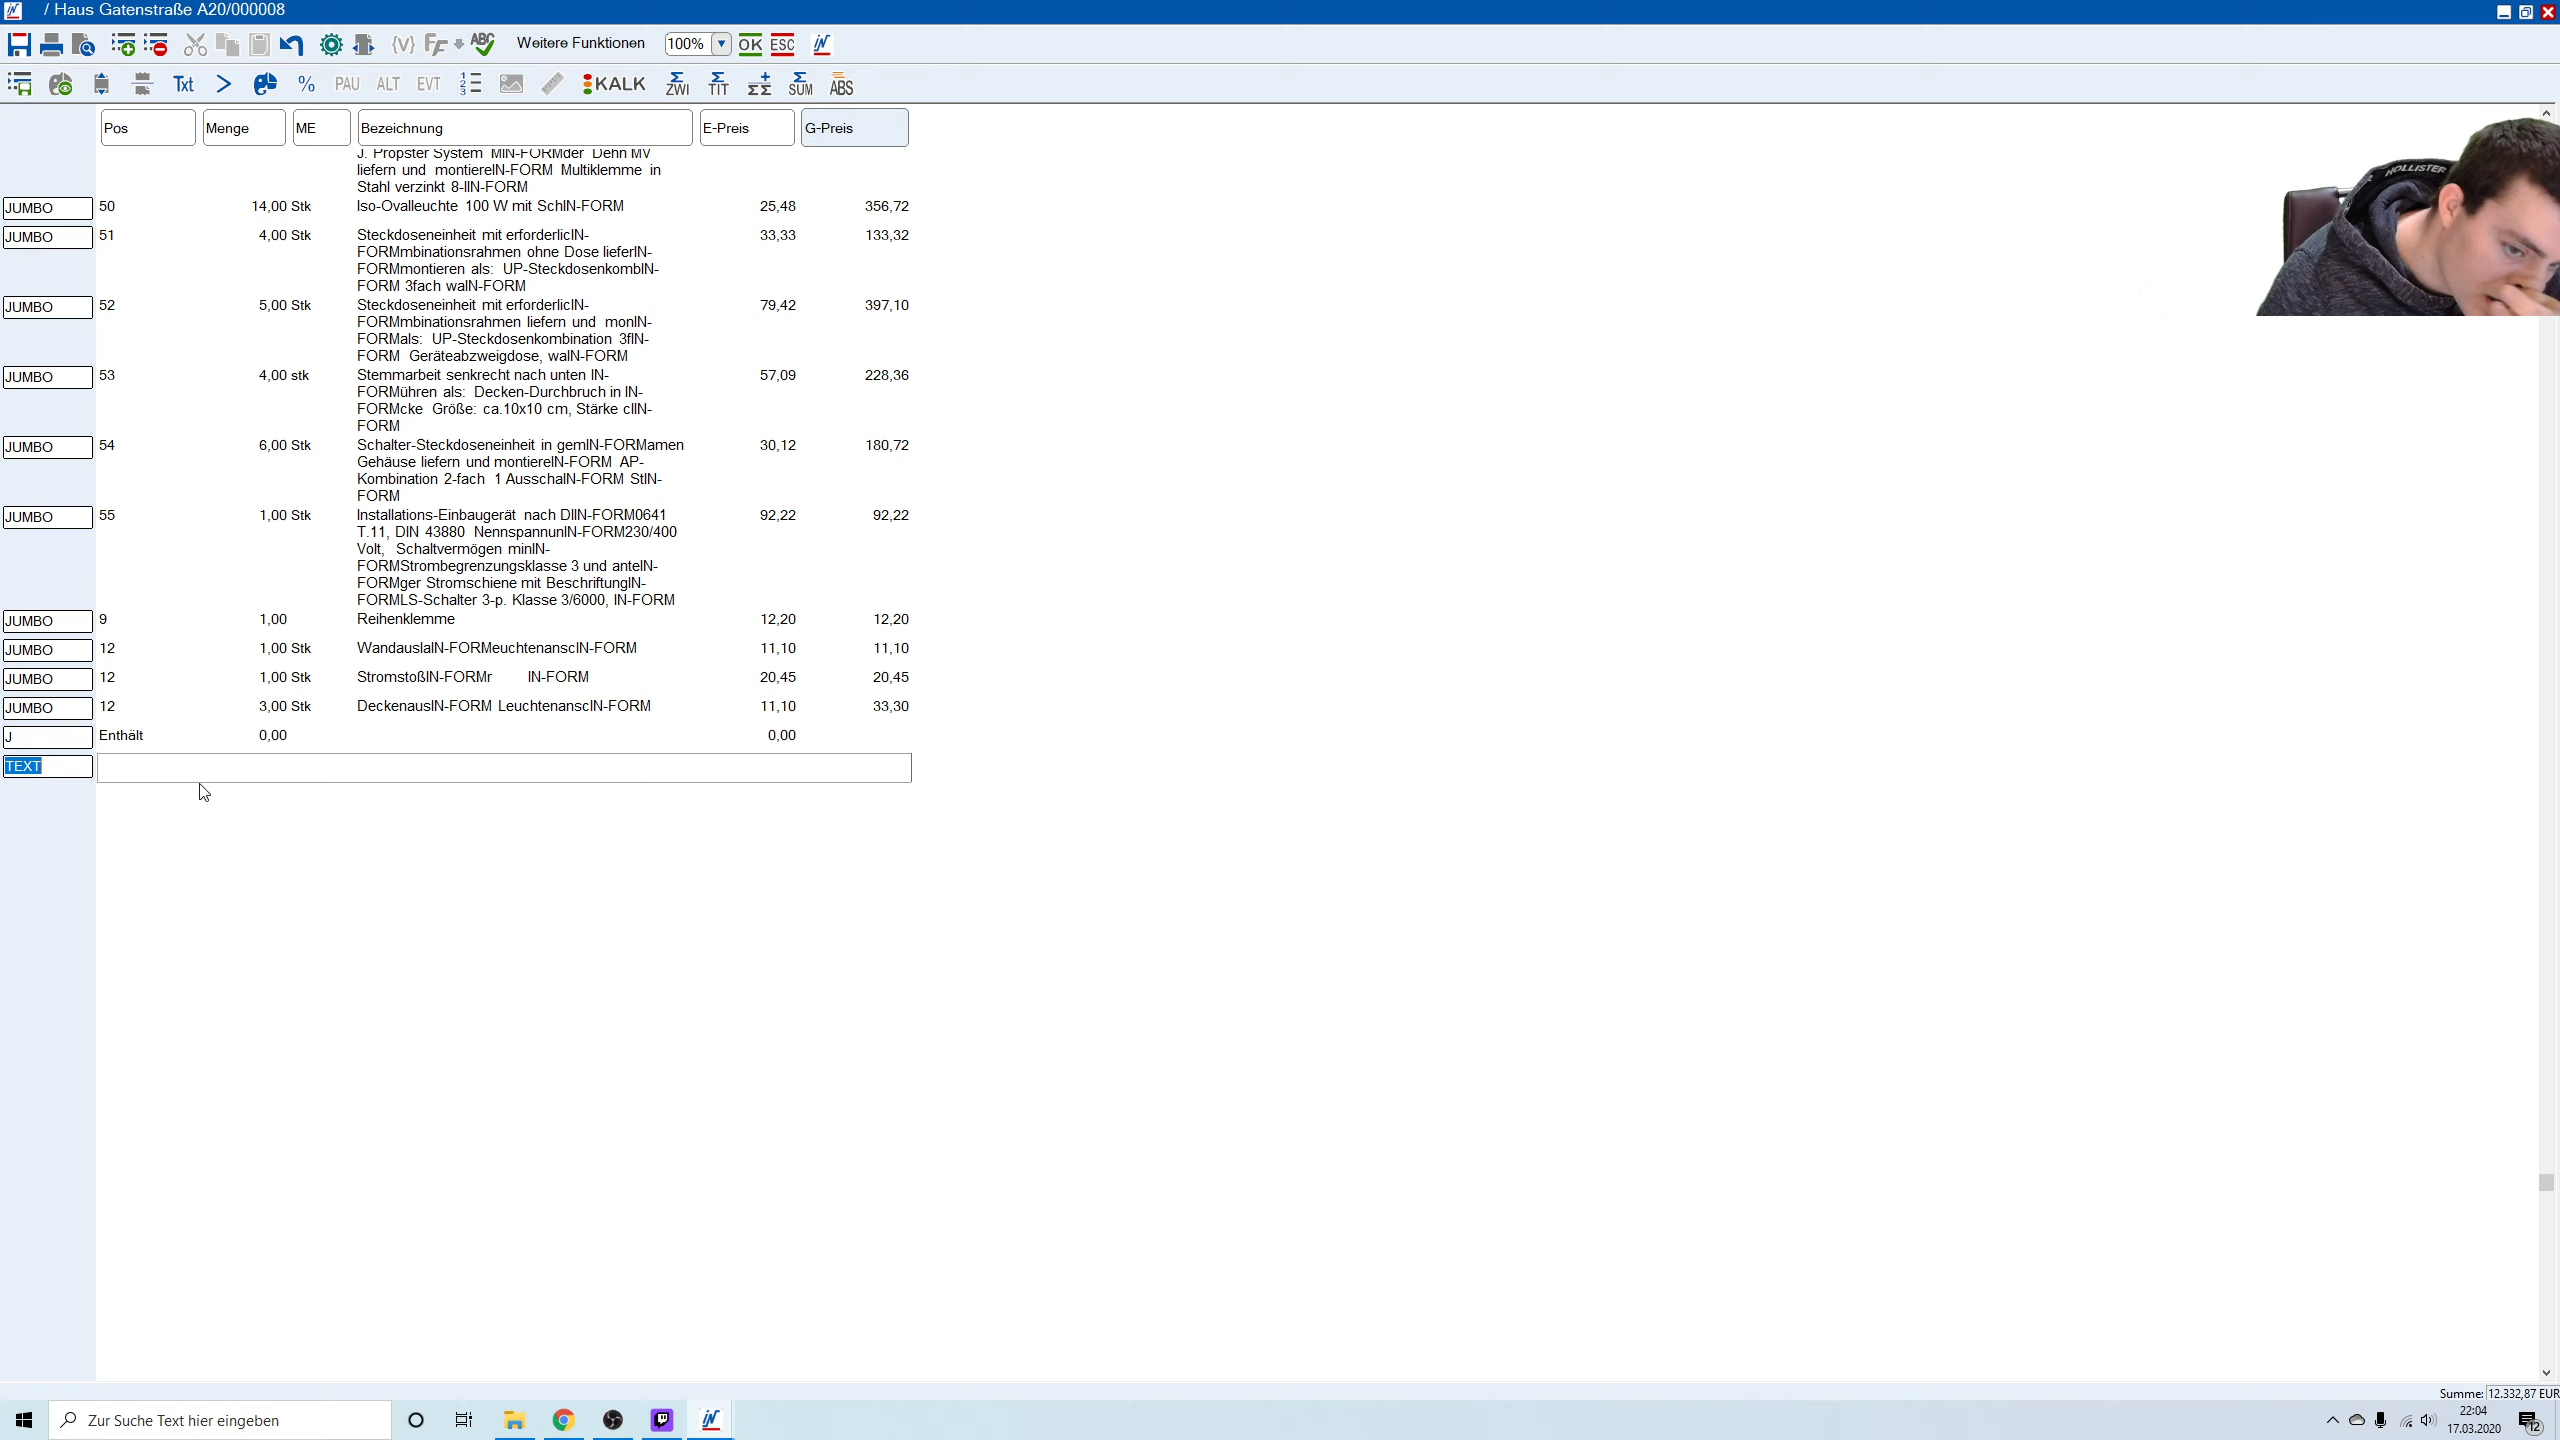 / Haus Gatenstraße A20/000008
{V} FF ABC Weitere Funktionen 100% OK ESC iN
Txt > % PAU ALT EVT 1 2 3 KALK Σ ZWI Σ TIT ΣΣ Σ SUM ABS
Pos Menge ME Bezeichnung E-Preis G-Preis
J. Propster System MIN-FORMder Dehn MV
liefern und montiereIN-FORM Multiklemme in
Stahl verzinkt 8-IIN-FORM
JUMBO 50 14,00 Stk Iso-Ovalleuchte 100 W mit SchIN-FORM 25,48 356,72
JUMBO 51 4,00 Stk Steckdoseneinheit mit erforderlicIN- 33,33 133,32
FORMmbinationsrahmen ohne Dose lieferIN-
FORMmontieren als: UP-SteckdosenkombIN-
FORM 3fach waIN-FORM
JUMBO 52 5,00 Stk Steckdoseneinheit mit erforderlicIN- 79,42 397,10
FORMmbinationsrahmen liefern und monIN-
FORMals: UP-Steckdosenkombination 3fIN-
FORM Geräteabzweigdose, waIN-FORM
JUMBO 53 4,00 stk Stemmarbeit senkrecht nach unten IN- 57,09 228,36
FORMühren als: Decken-Durchbruch in IN-
FORMcke Größe: ca.10x10 cm, Stärke cIIN-
FORM
JUMBO 54 6,00 Stk Schalter-Steckdoseneinheit in gemIN-FORMamen 30,12 180,72
Gehäuse liefern und montiereIN-FORM AP-
Kombination 2-fach 1 AusschaIN-FORM StIN-
FORM
JUMBO 55 1,00 Stk Installations-Einbaugerät nach DIIN-FORM0641 92,22 92,22
T.11, DIN 43880 NennspannunIN-FORM230/400
Volt, Schaltvermögen minIN-
FORMStrombegrenzungsklasse 3 und anteIN-
FORMger Stromschiene mit BeschriftungIN-
FORMLS-Schalter 3-p. Klasse 3/6000, IN-FORM
JUMBO 9 1,00 Reihenklemme 12,20 12,20
JUMBO 12 1,00 Stk WandauslaIN-FORMeuchtenanscIN-FORM 11,10 11,10
JUMBO 12 1,00 Stk StromstoßIN-FORMr IN-FORM 20,45 20,45
JUMBO 12 3,00 Stk DeckenausIN-FORM LeuchtenanscIN-FORM 11,10 33,30
J Enthält 0,00 0,00
TEXT
HOLLISTER
Summe: 12.332,87 EUR
Zur Suche Text hier eingeben
22:04
17.03.2020
12